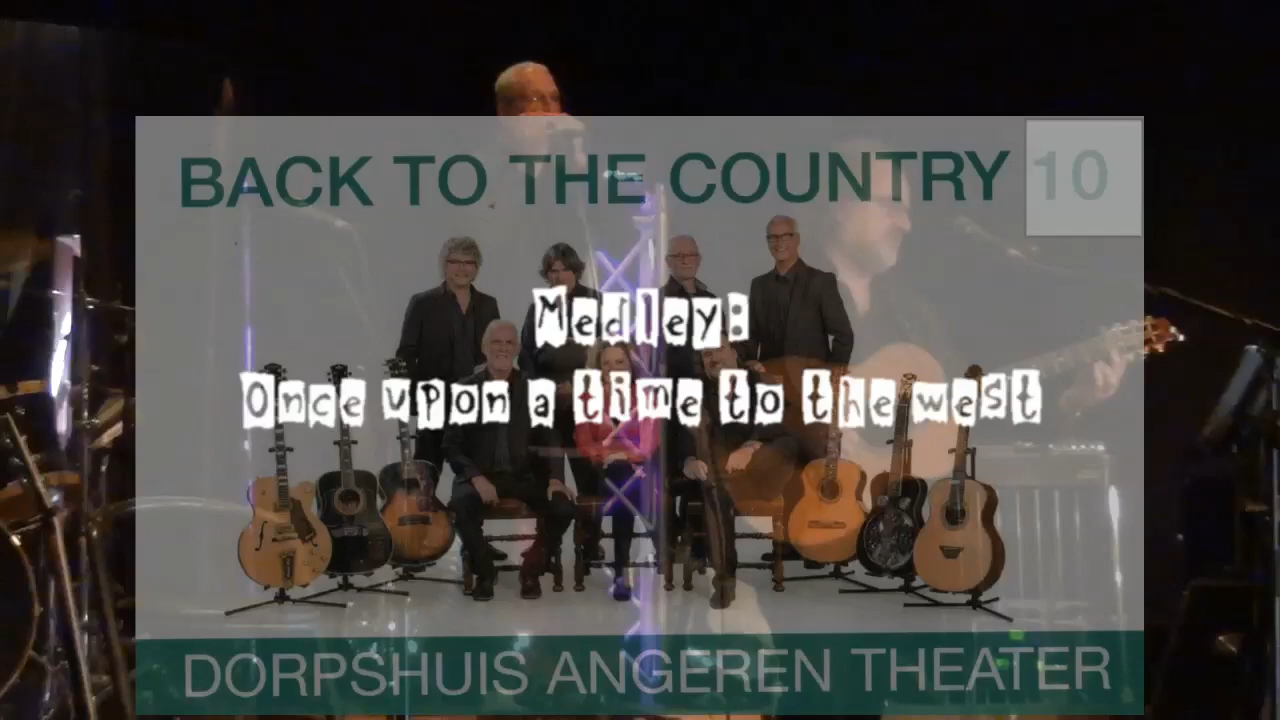 BACK TO THE COUNTRY 10
Medley:
Once upon a time to the west
DORPSHUIS ANGEREN THEATER